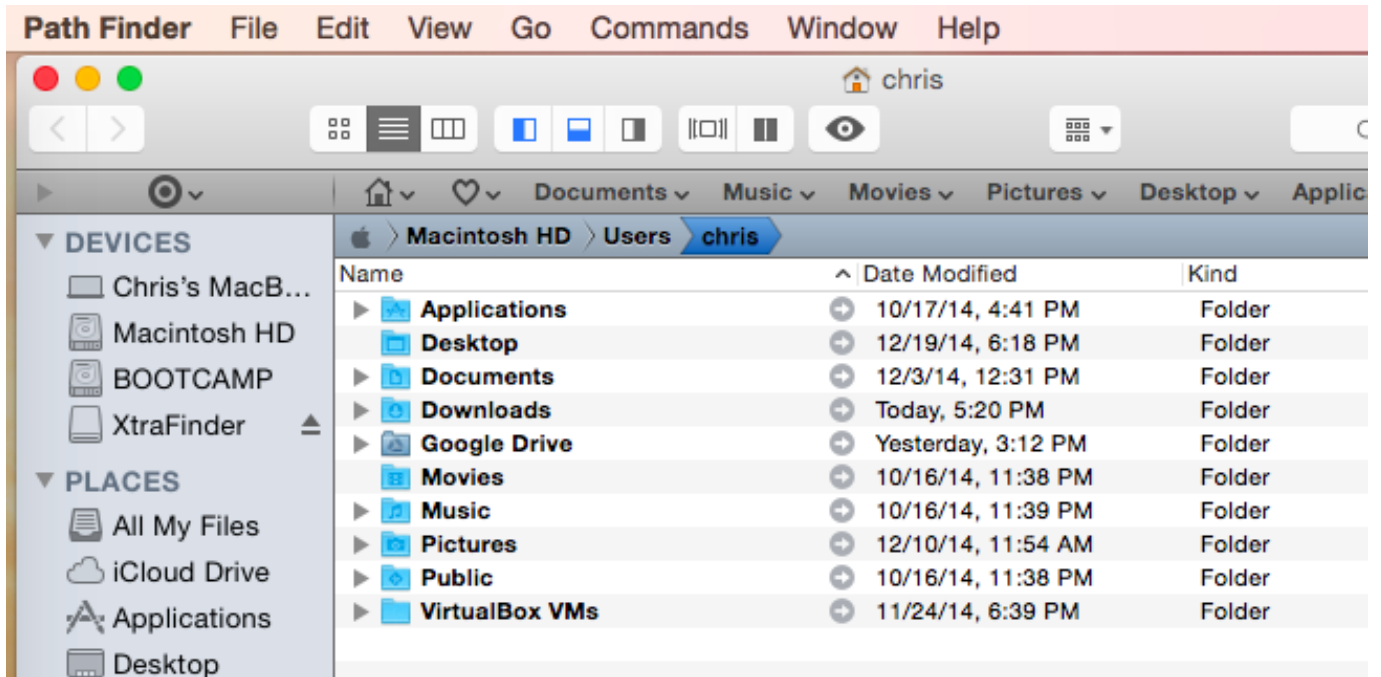 Path Finder File Edit View Go Commands Window Help
chris
Documents Music Movies Pictures Desktop Applic
DEVICES
Chris's MacB...
Macintosh HD
BOOTCAMP
XtraFinder
PLACES
All My Files
iCloud Drive
Applications
Desktop
Macintosh HD Users chris
Name Date Modified Kind
Applications 10/17/14, 4:41 PM Folder
Desktop 12/19/14, 6:18 PM Folder
Documents 12/3/14, 12:31 PM Folder
Downloads Today, 5:20 PM Folder
Google Drive Yesterday, 3:12 PM Folder
Movies 10/16/14, 11:38 PM Folder
Music 10/16/14, 11:39 PM Folder
Pictures 12/10/14, 11:54 AM Folder
Public 10/16/14, 11:38 PM Folder
VirtualBox VMs 11/24/14, 6:39 PM Folder